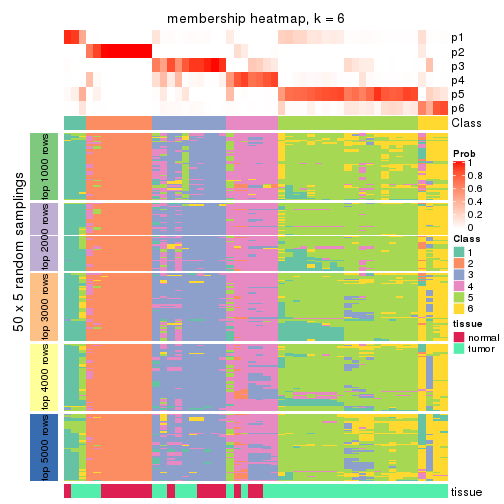 membership heatmap, k = 6
p1
p2
p3
p4
p5
p6
Class
50 x 5 random samplings
top 1000 rows
top 2000 rows
top 3000 rows
top 4000 rows
top 5000 rows
Prob
1
0.8
0.6
0.4
0.2
0
Class
1
2
3
4
5
6
tissue
normal
tumor
tissue